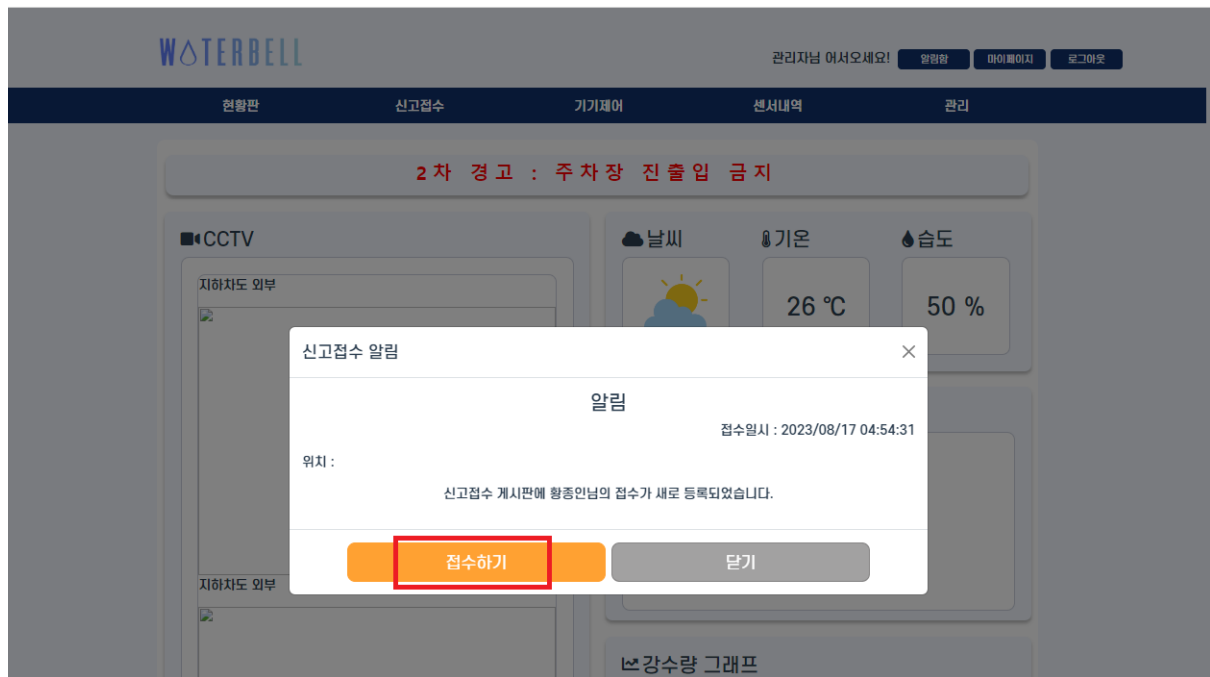 WATERBELL
관리자님 어서오세요! 알림함 마이페이지 로그아웃
현황판 신고접수 기기제어 센서내역 관리
2차 경고 : 주차장 진출입 금지
CCTV
날씨 기온 습도
지하차도 외부
26 ℃ 50 %
신고접수 알림
알림
접수일시 : 2023/08/17 04:54:31
위치 :
신고접수 게시판에 황종인님의 접수가 새로 등록되었습니다.
접수하기 닫기
지하차도 외부
강수량 그래프